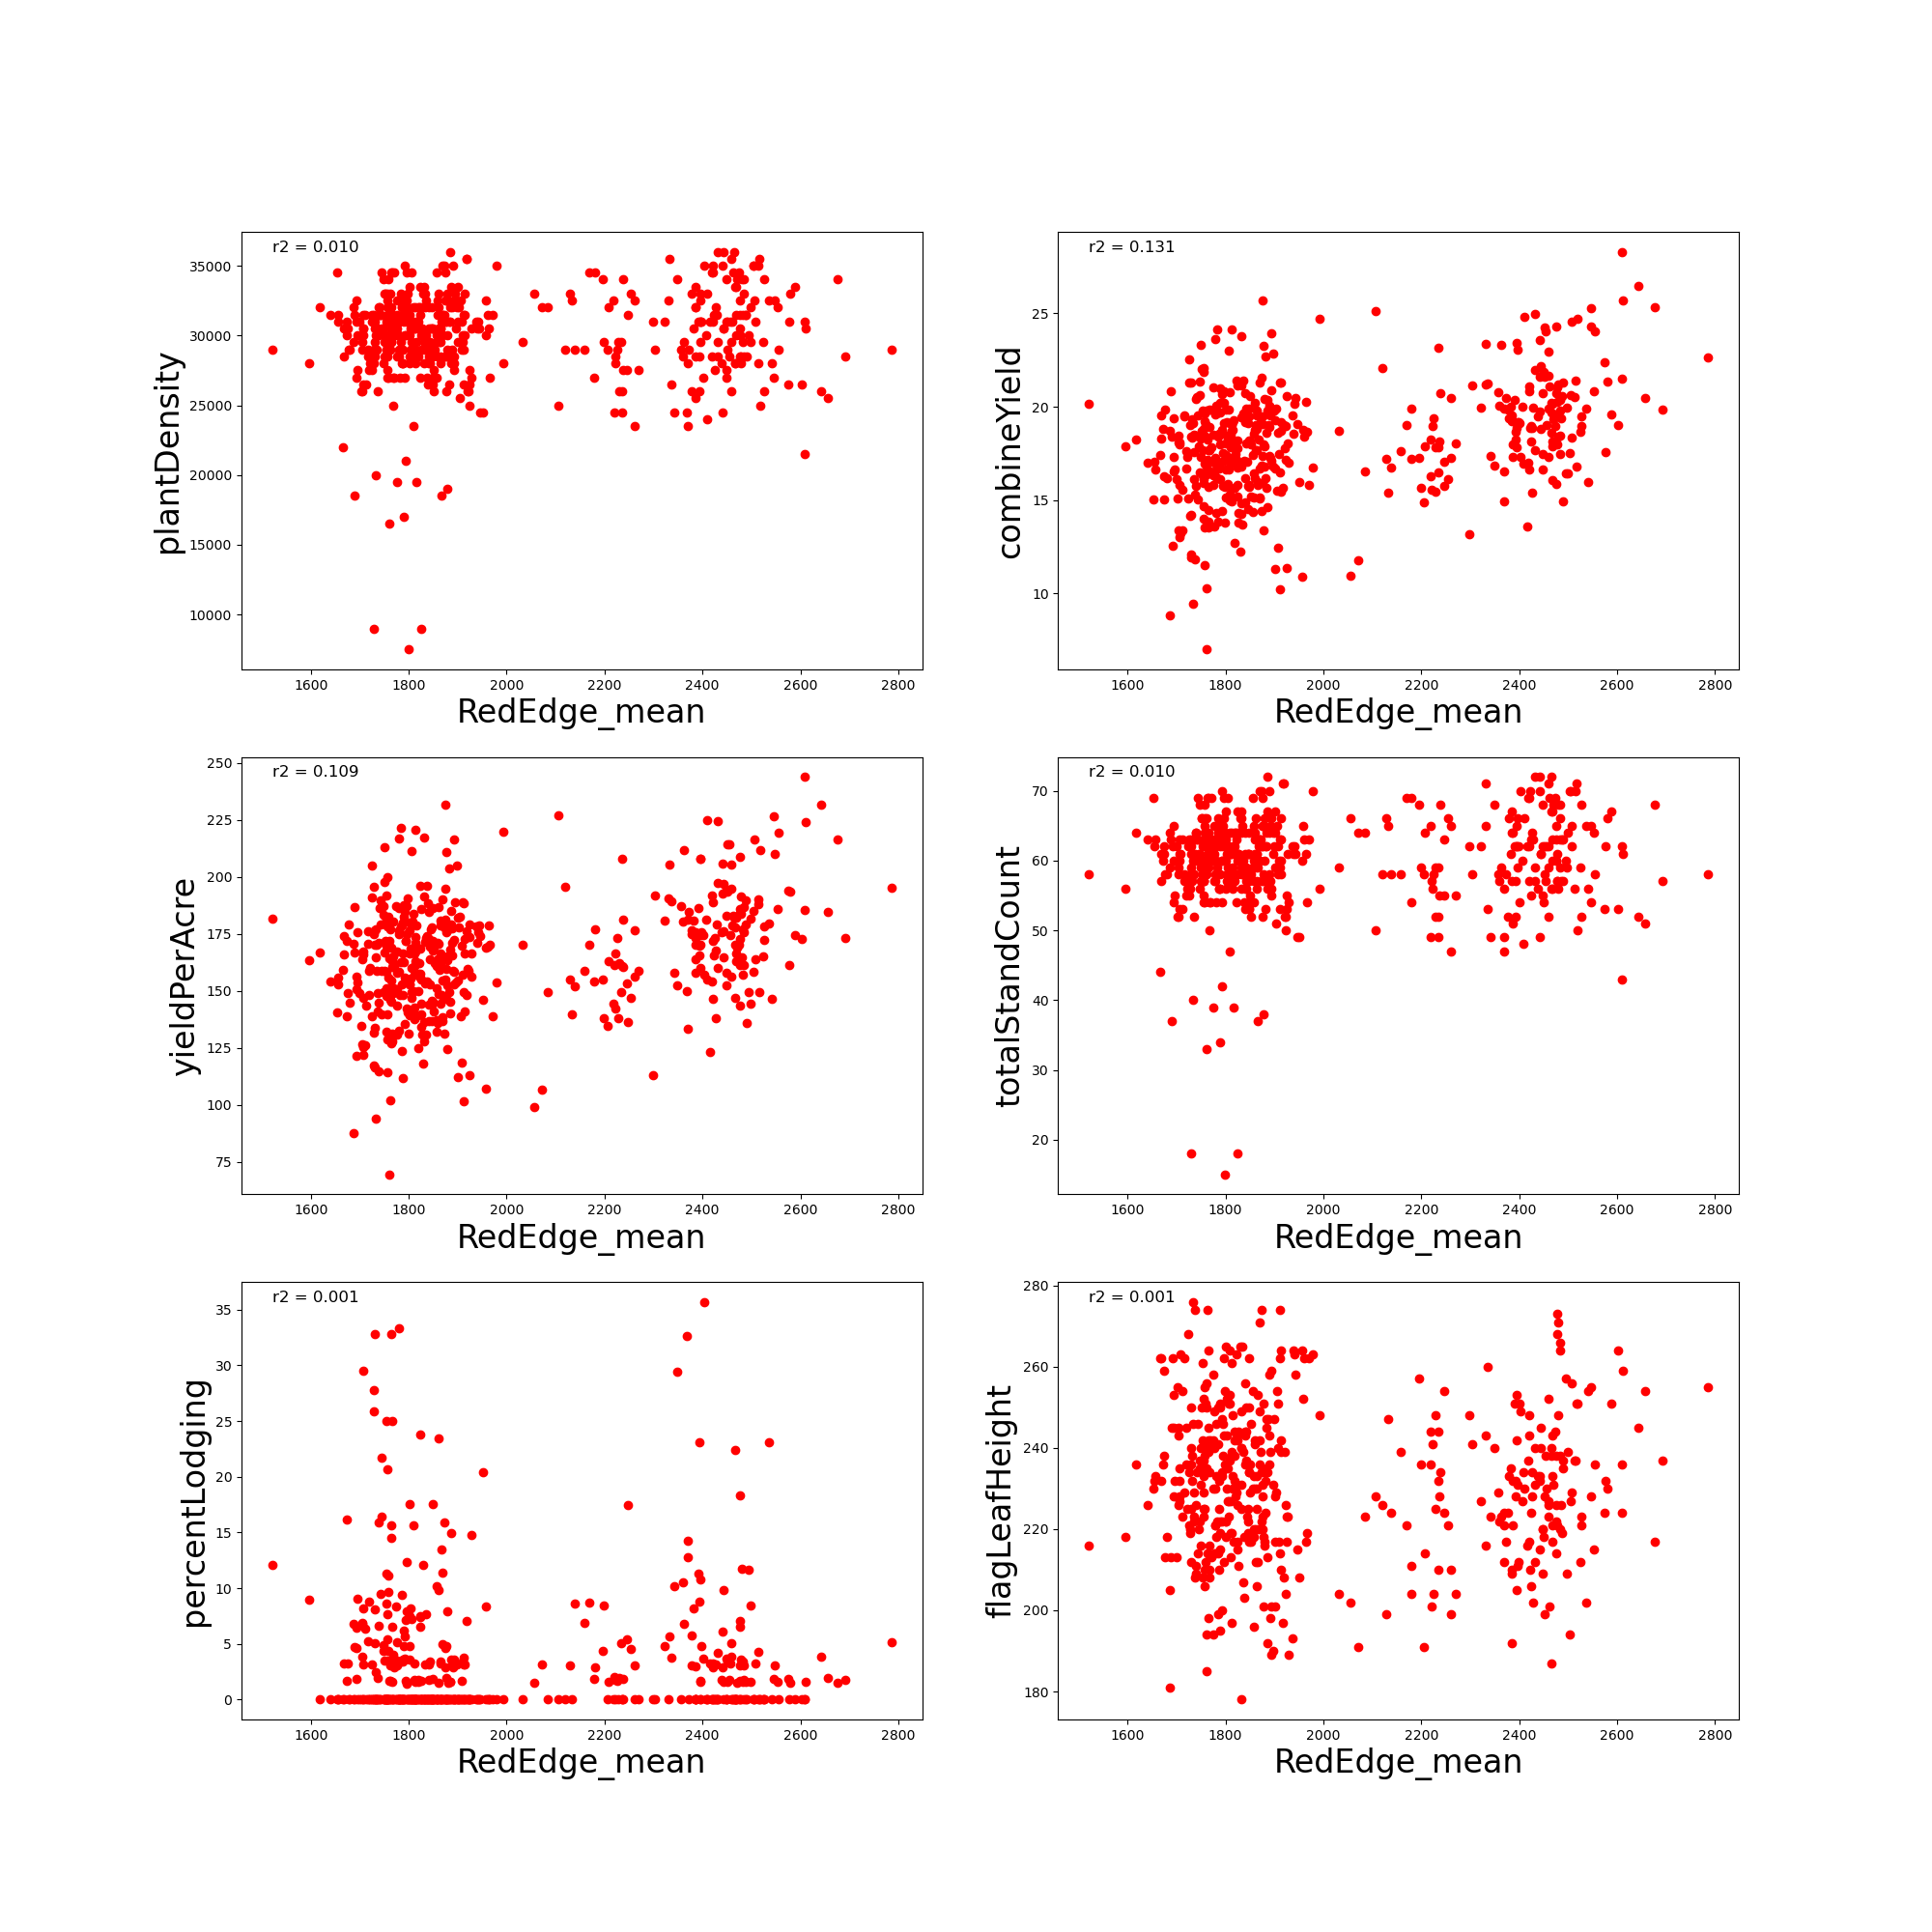 r2 = 0.010
35000
30000
25000
20000
15000
10000
plantDensity
1600 1800 2000 2200 2400 2600 2800
RedEdge_mean
r2 = 0.131
25
20
15
10
combineYield
1600 1800 2000 2200 2400 2600 2800
RedEdge_mean
r2 = 0.109
250
225
200
175
150
125
100
75
yieldPerAcre
1600 1800 2000 2200 2400 2600 2800
RedEdge_mean
r2 = 0.010
70
60
50
40
30
20
totalStandCount
1600 1800 2000 2200 2400 2600 2800
RedEdge_mean
r2 = 0.001
35
30
25
20
15
10
5
0
percentLodging
1600 1800 2000 2200 2400 2600 2800
RedEdge_mean
r2 = 0.001
280
260
240
220
200
180
flagLeafHeight
1600 1800 2000 2200 2400 2600 2800
RedEdge_mean